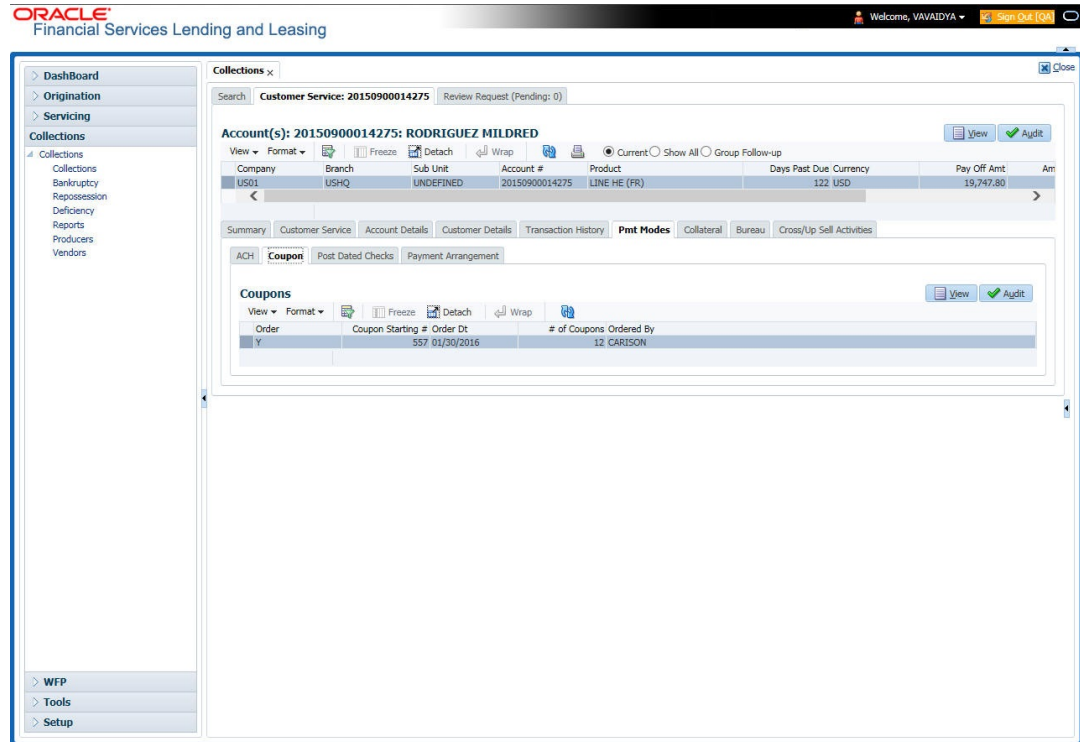 ORACLE
Financial Services Lending and Leasing
Welcome, VAVAIDYA
Sign Out [QA]
Close
DashBoard
Origination
Servicing
Collections
Collections
Collections
Bankruptcy
Repossession
Deficiency
Reports
Producers
Vendors
WFP
Tools
Setup
Collections x
Search Customer Service: 20150900014275 Review Request (Pending: 0)
Account(s): 20150900014275: RODRIGUEZ MILDRED
View Audit
View Format Freeze Detach Wrap Current Show All Group Follow-up
Company Branch Sub Unit Account # Product Days Past Due Currency Pay Off Amt Am
US01 USHQ UNDEFINED 20150900014275 LINE HE (FR) 122 USD 19,747.80
Summary Customer Service Account Details Customer Details Transaction History Pmt Modes Collateral Bureau Cross/Up Sell Activities
ACH Coupon Post Dated Checks Payment Arrangement
Coupons
View Audit
View Format Freeze Detach Wrap
Order Coupon Starting # Order Dt # of Coupons Ordered By
Y 557 01/30/2016 12 CARISON